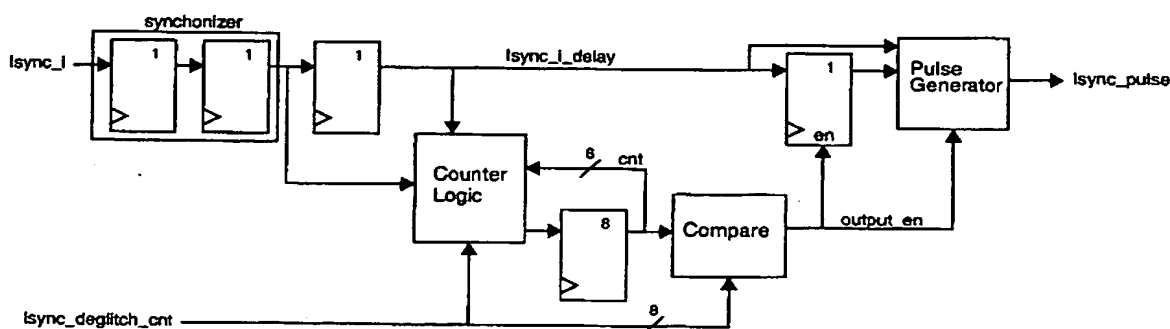 synchonizer
1
1
1
lsync_i
lsync_i_delay
1
Pulse
Generator
lsync_pulse
en
Counter
Logic
8
cnt
8
Compare
output_en
lsync_deglitch_cnt
8